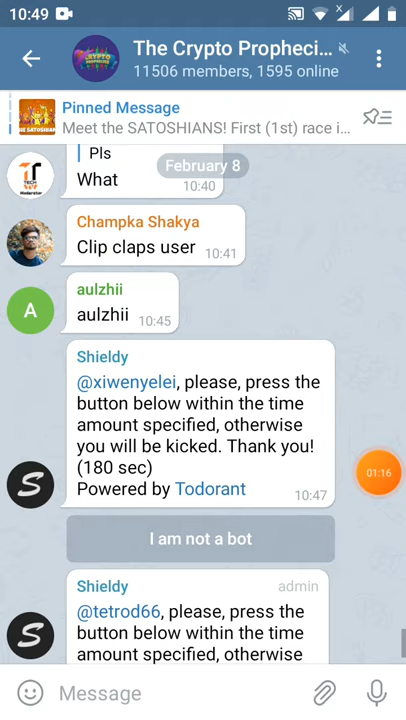 10:49
The Crypto Propheci...
11506 members, 1595 online
Pinned Message
Meet the SATOSHIANS! First (1st) race i...
Pls
February 8
What
10:40
Champka Shakya
Clip claps user
10:41
aulzhii
A
aulzhii
10:45
Shieldy
@xiwenyelei, please, press the
button below within the time
amount specified, otherwise
you will be kicked. Thank you!
(180 sec)
Powered by Todorant
10:47
01:16
I am not a bot
Shieldy
admin
@tetrod66, please, press the
button below within the time
amount specified, otherwise
Message